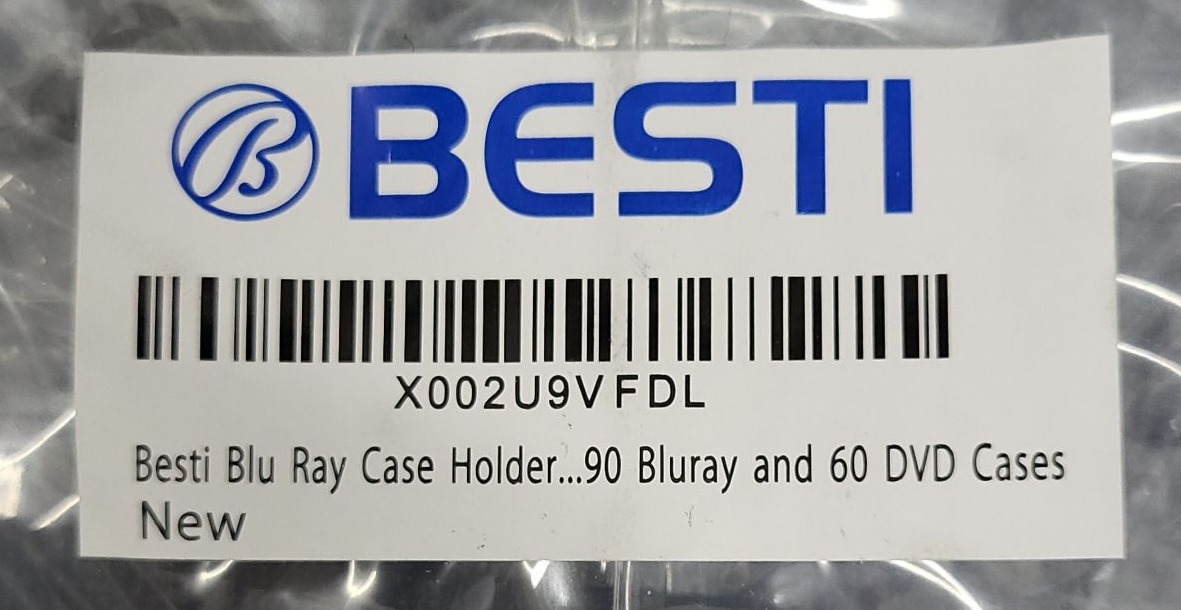 B BESTI
X002U9VFDL
Besti Blu Ray Case Holder...90 Bluray and 60 DVD Cases
New